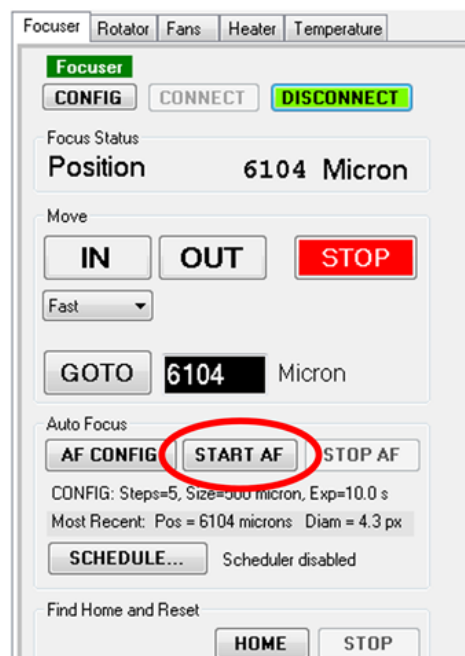 Focuser Rotator Fans Heater Temperature
Focuser
CONFIG CONNECT DISCONNECT
Focus Status
Position 6104 Micron
Move
IN OUT STOP
Fast
GOTO 6104 Micron
Auto Focus
AF CONFIG START AF STOP AF
CONFIG: Steps=5, Size=500 micron, Exp=10.0 s
Most Recent: Pos = 6104 microns Diam = 4.3 px
SCHEDULE... Scheduler disabled
Find Home and Reset
HOME STOP